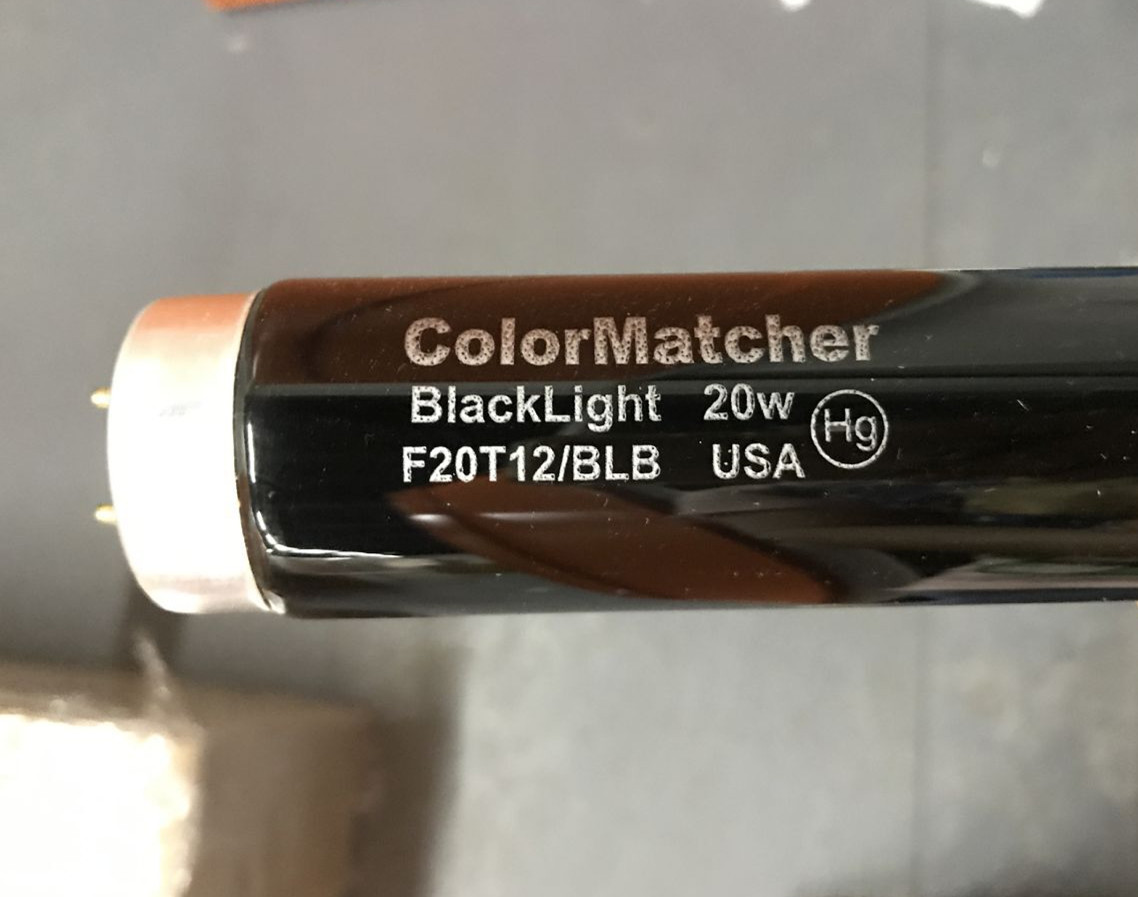 ColorMatcher
BlackLight 20w
F20T12/BLB USA Hg